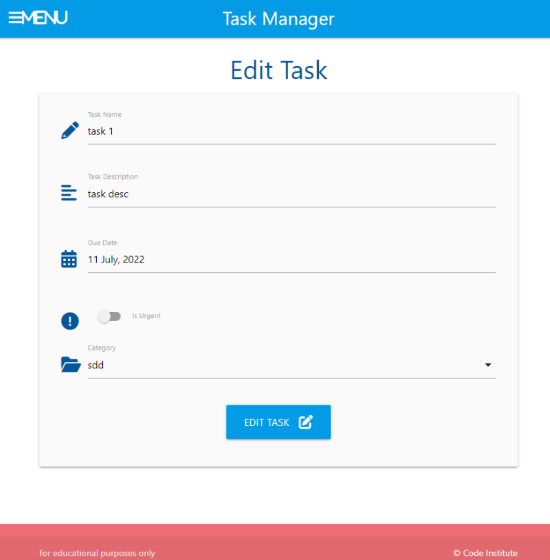 MENU
Task Manager
Edit Task
Task Name
task 1
Task Description
task desc
Due Date
11 July, 2022
Is Urgent
Category
sdd
EDIT TASK
for educational purposes only
© Code Institute